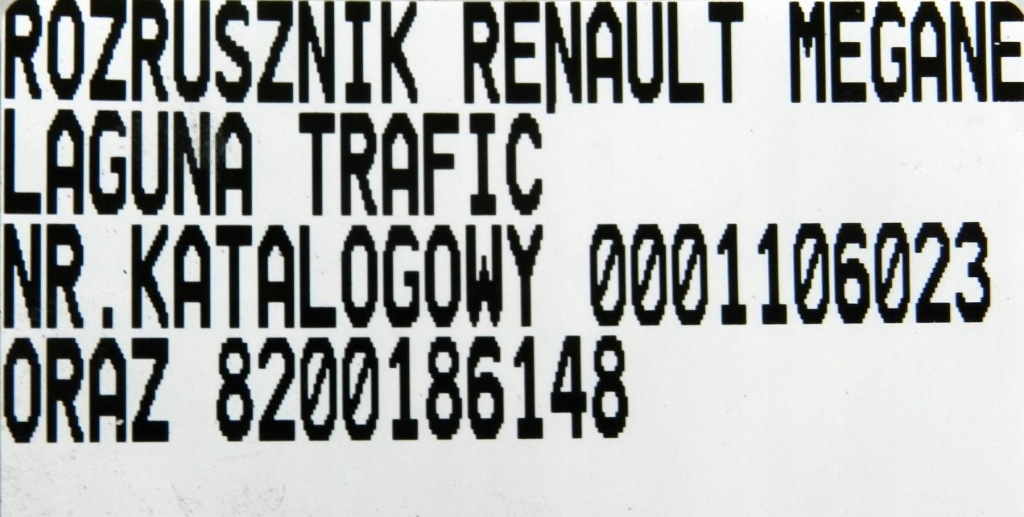 ROZRUSZNIK RENAULT MEGANE
LAGUNA TRAFIC
NR.KATALOGOWY 0001106023
ORAZ 8200186148